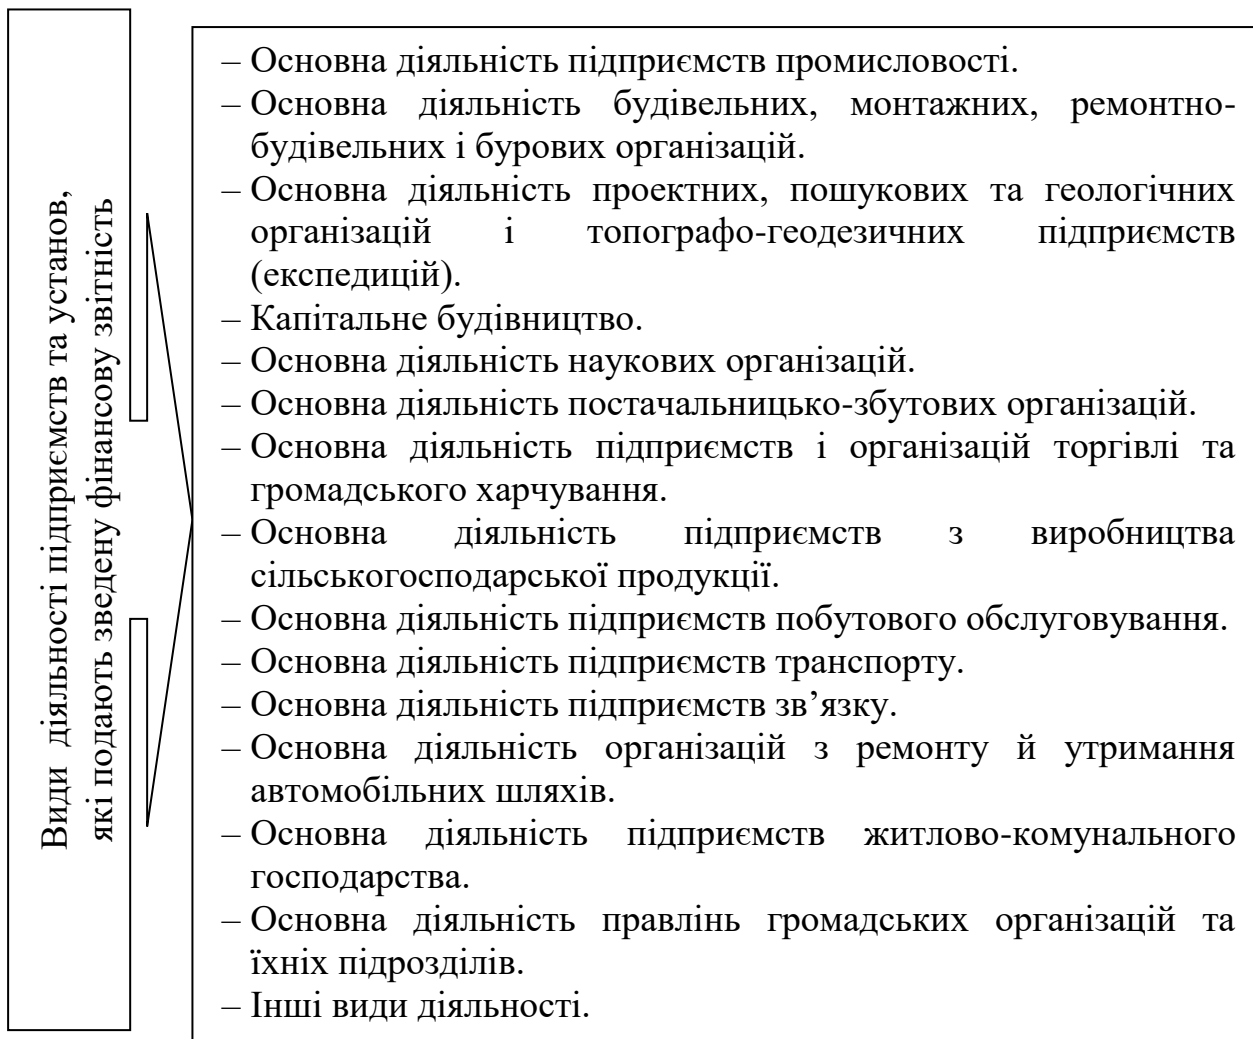 Види діяльності підприємств та установ,
які подають зведену фінансову звітність
– Основна діяльність підприємств промисловості.
– Основна діяльність будівельних, монтажних, ремонтно-
будівельних і бурових організацій.
– Основна діяльність проектних, пошукових та геологічних
організацій і топографо-геодезичних підприємств
(експедицій).
– Капітальне будівництво.
– Основна діяльність наукових організацій.
– Основна діяльність постачальницько-збутових організацій.
– Основна діяльність підприємств і організацій торгівлі та
громадського харчування.
– Основна діяльність підприємств з виробництва
сільськогосподарської продукції.
– Основна діяльність підприємств побутового обслуговування.
– Основна діяльність підприємств транспорту.
– Основна діяльність підприємств зв’язку.
– Основна діяльність організацій з ремонту й утримання
автомобільних шляхів.
– Основна діяльність підприємств житлово-комунального
господарства.
– Основна діяльність правлінь громадських організацій та
їхніх підрозділів.
– Інші види діяльності.